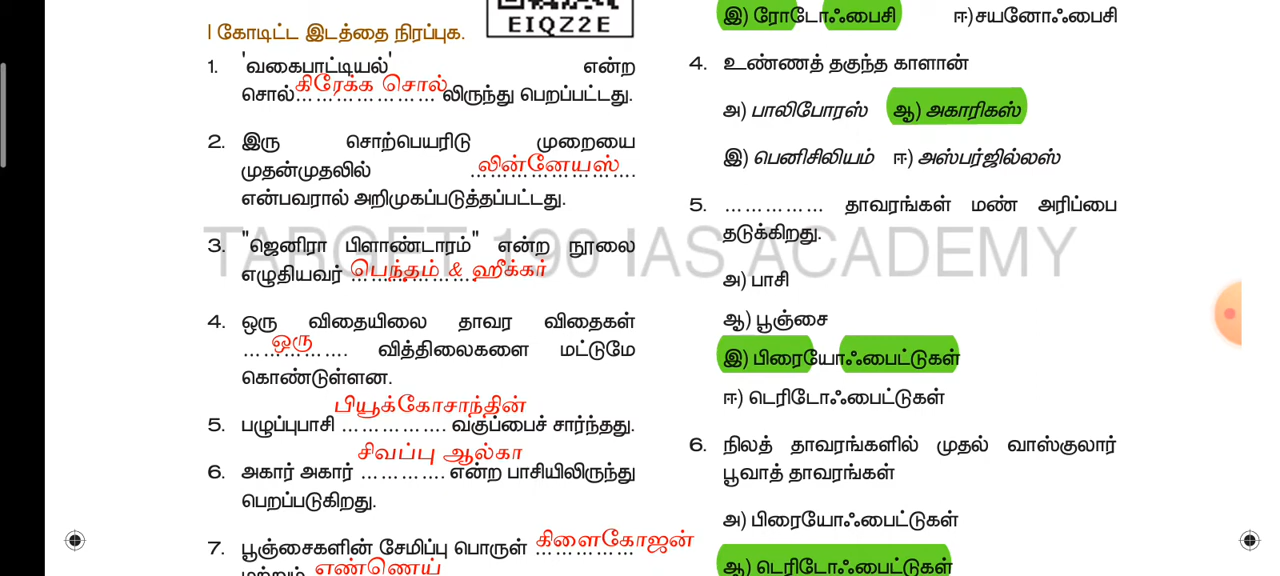 EIQZ2E
I கோடிட்ட இடத்தை நிரப்புக.
1. 'வகைபாட்டியல்' என்ற
சொல்கிரேக்க சொல்………………… லிருந்து பெறப்பட்டது.
2. இரு சொற்பெயரிடு முறையை
முதன்முதலில் லின்னேயஸ் ……………………
என்பவரால் அறிமுகப்படுத்தப்பட்டது.
3. "ஜெனிரா பிளாண்டாரம்" என்ற நூலை
எழுதியவர் பெந்தம் & ஹீக்கர் ………………
4. ஒரு விதையிலை தாவர விதைகள்
ஒரு …………… வித்திலைகளை மட்டுமே
கொண்டுள்ளன.
பியூக்கோசாந்தின்
5. பழுப்புபாசி …………… வகுப்பைச் சார்ந்தது.
சிவப்பு ஆல்கா
6. அகார் அகார் ………… என்ற பாசியிலிருந்து
பெறப்படுகிறது.
7. பூஞ்சைகளின் சேமிப்பு பொருள் கிளைகோஜன் ……………
மற்றும் எண்ணெய்
இ) ரோடோஃபைசி ஈ)சயனோஃபைசி
4. உண்ணத் தகுந்த காளான்
அ) பாலிபோரஸ் ஆ) அகாரிகஸ்
இ) பெனிசிலியம் ஈ) அஸ்பர்ஜில்லஸ்
5. …………… தாவரங்கள் மண் அரிப்பை
தடுக்கிறது.
அ) பாசி
ஆ) பூஞ்சை
இ) பிரையோஃபைட்டுகள்
ஈ) டெரிடோஃபைட்டுகள்
6. நிலத் தாவரங்களில் முதல் வாஸ்குலார்
பூவாத் தாவரங்கள்
அ) பிரையோஃபைட்டுகள்
ஆ) டெரிடோஃபைட்டுகள்
TARGET 190 IAS ACADEMY